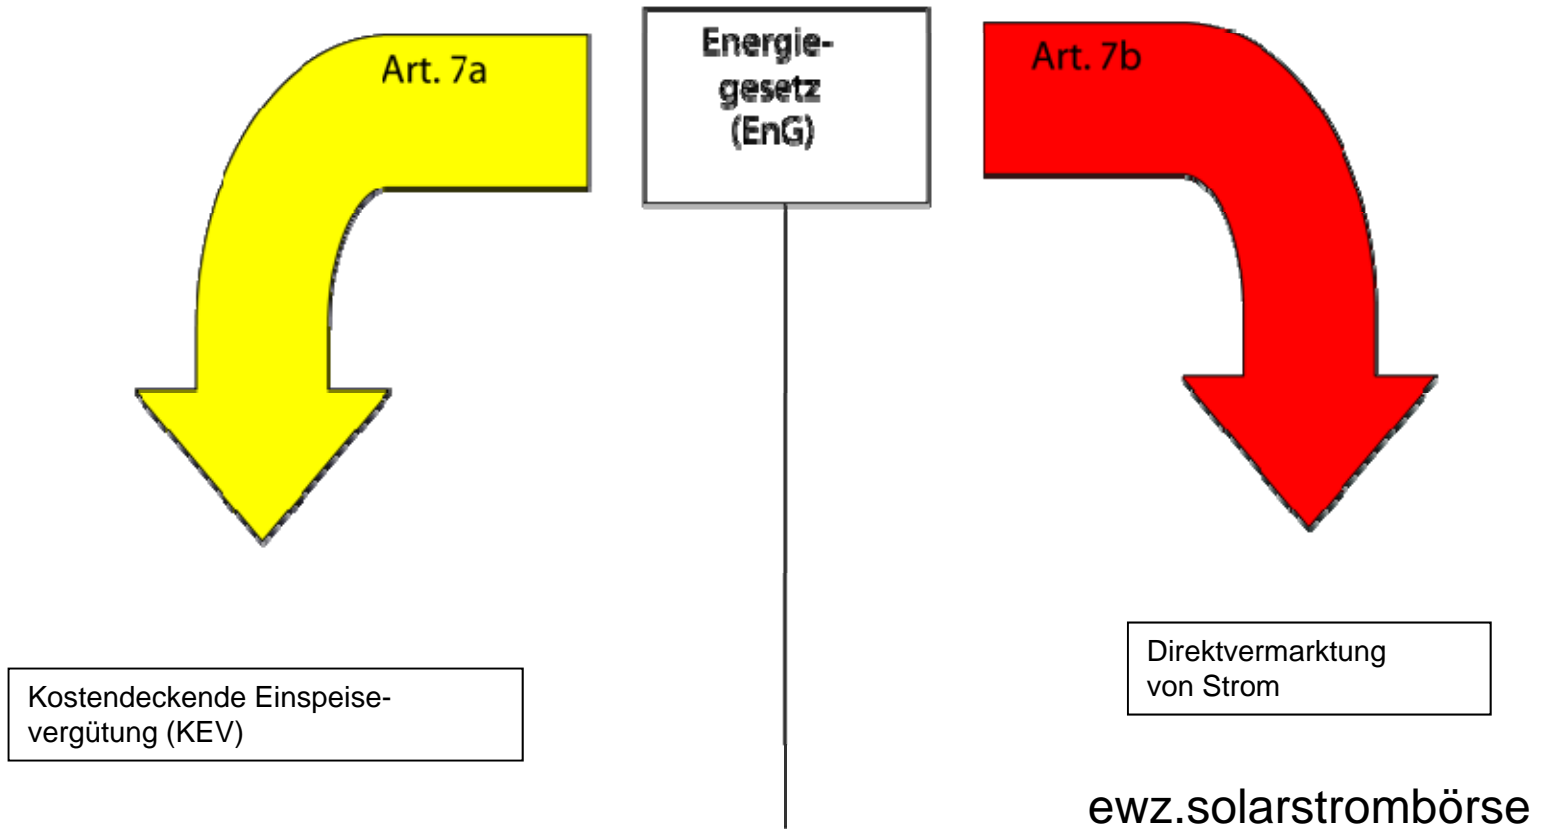 Art. 7a
Energie-
gesetz
(EnG)
Art. 7b
Kostendeckende Einspeise-
vergütung (KEV)
Direktvermarktung
von Strom
ewz.solarstrombörse